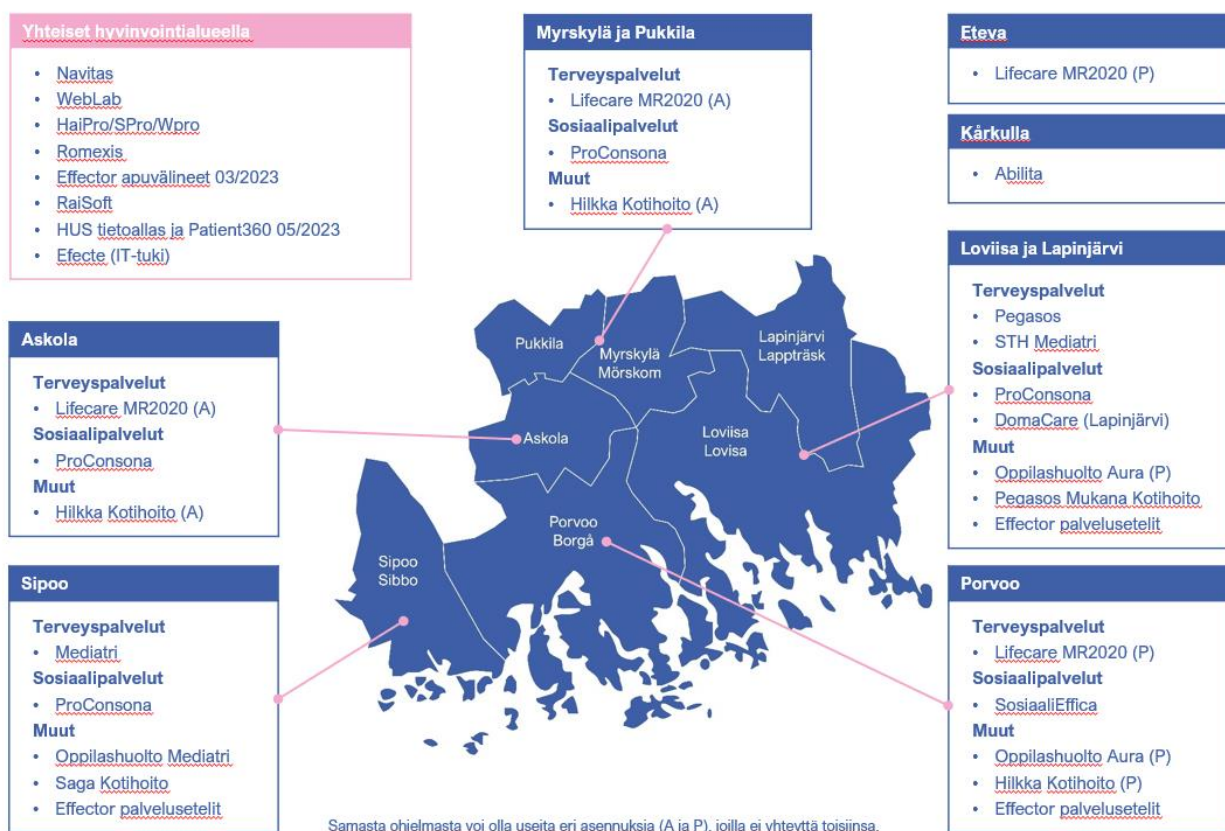 Yhteiset hyvinvointialueella
• Navitas
• WebLab
• HaiPro/SPro/Wpro
• Romexis
• Effector apuvälineet 03/2023
• RaiSoft
• HUS tietoallas ja Patient360 05/2023
• Efecte (IT-tuki)
Myrskylä ja Pukkila
Terveyspalvelut
• Lifecare MR2020 (A)
Sosiaalipalvelut
• ProConsona
Muut
• Hilkka Kotihoito (A)
Eteva
• Lifecare MR2020 (P)
Kårkulla
• Abilita
Loviisa ja Lapinjärvi
Terveyspalvelut
• Pegasos
• STH Mediatri
Sosiaalipalvelut
• ProConsona
• DomaCare (Lapinjärvi)
Muut
• Oppilashuolto Aura (P)
• Pegasos Mukana Kotihoito
• Effector palvelusetelit
Askola
Terveyspalvelut
• Lifecare MR2020 (A)
Sosiaalipalvelut
• ProConsona
Muut
• Hilkka Kotihoito (A)
Pukkila
Myrskylä
Mörskom
Lapinjärvi
Lappträsk
Askola
Loviisa
Lovisa
Porvoo
Borgå
Sipoo
Sibbo
Sipoo
Terveyspalvelut
• Mediatri
Sosiaalipalvelut
• ProConsona
Muut
• Oppilashuolto Mediatri
• Saga Kotihoito
• Effector palvelusetelit
Porvoo
Terveyspalvelut
• Lifecare MR2020 (P)
Sosiaalipalvelut
• SosiaaliEffica
Muut
• Oppilashuolto Aura (P)
• Hilkka Kotihoito (P)
• Effector palvelusetelit
Samasta ohjelmasta voi olla useita eri asennuksia (A ja P), joilla ei yhteyttä toisiinsa.